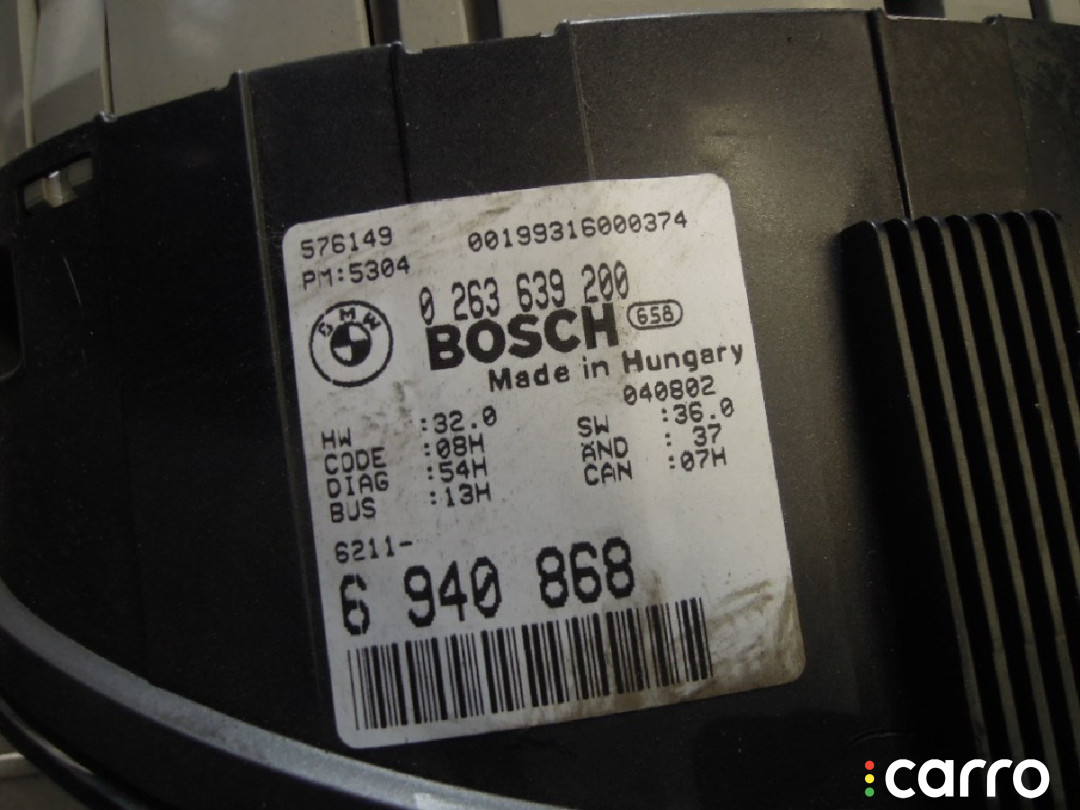 576149 00199316000374
PM:5304
BMW
0 263 639 200
BOSCH G58
Made in Hungary
040802
HW :32.0 SW :36.0
CODE :08H ÄND : 37
DIAG :54H CAN :07H
BUS :13H
6211-
6 940 868
carro